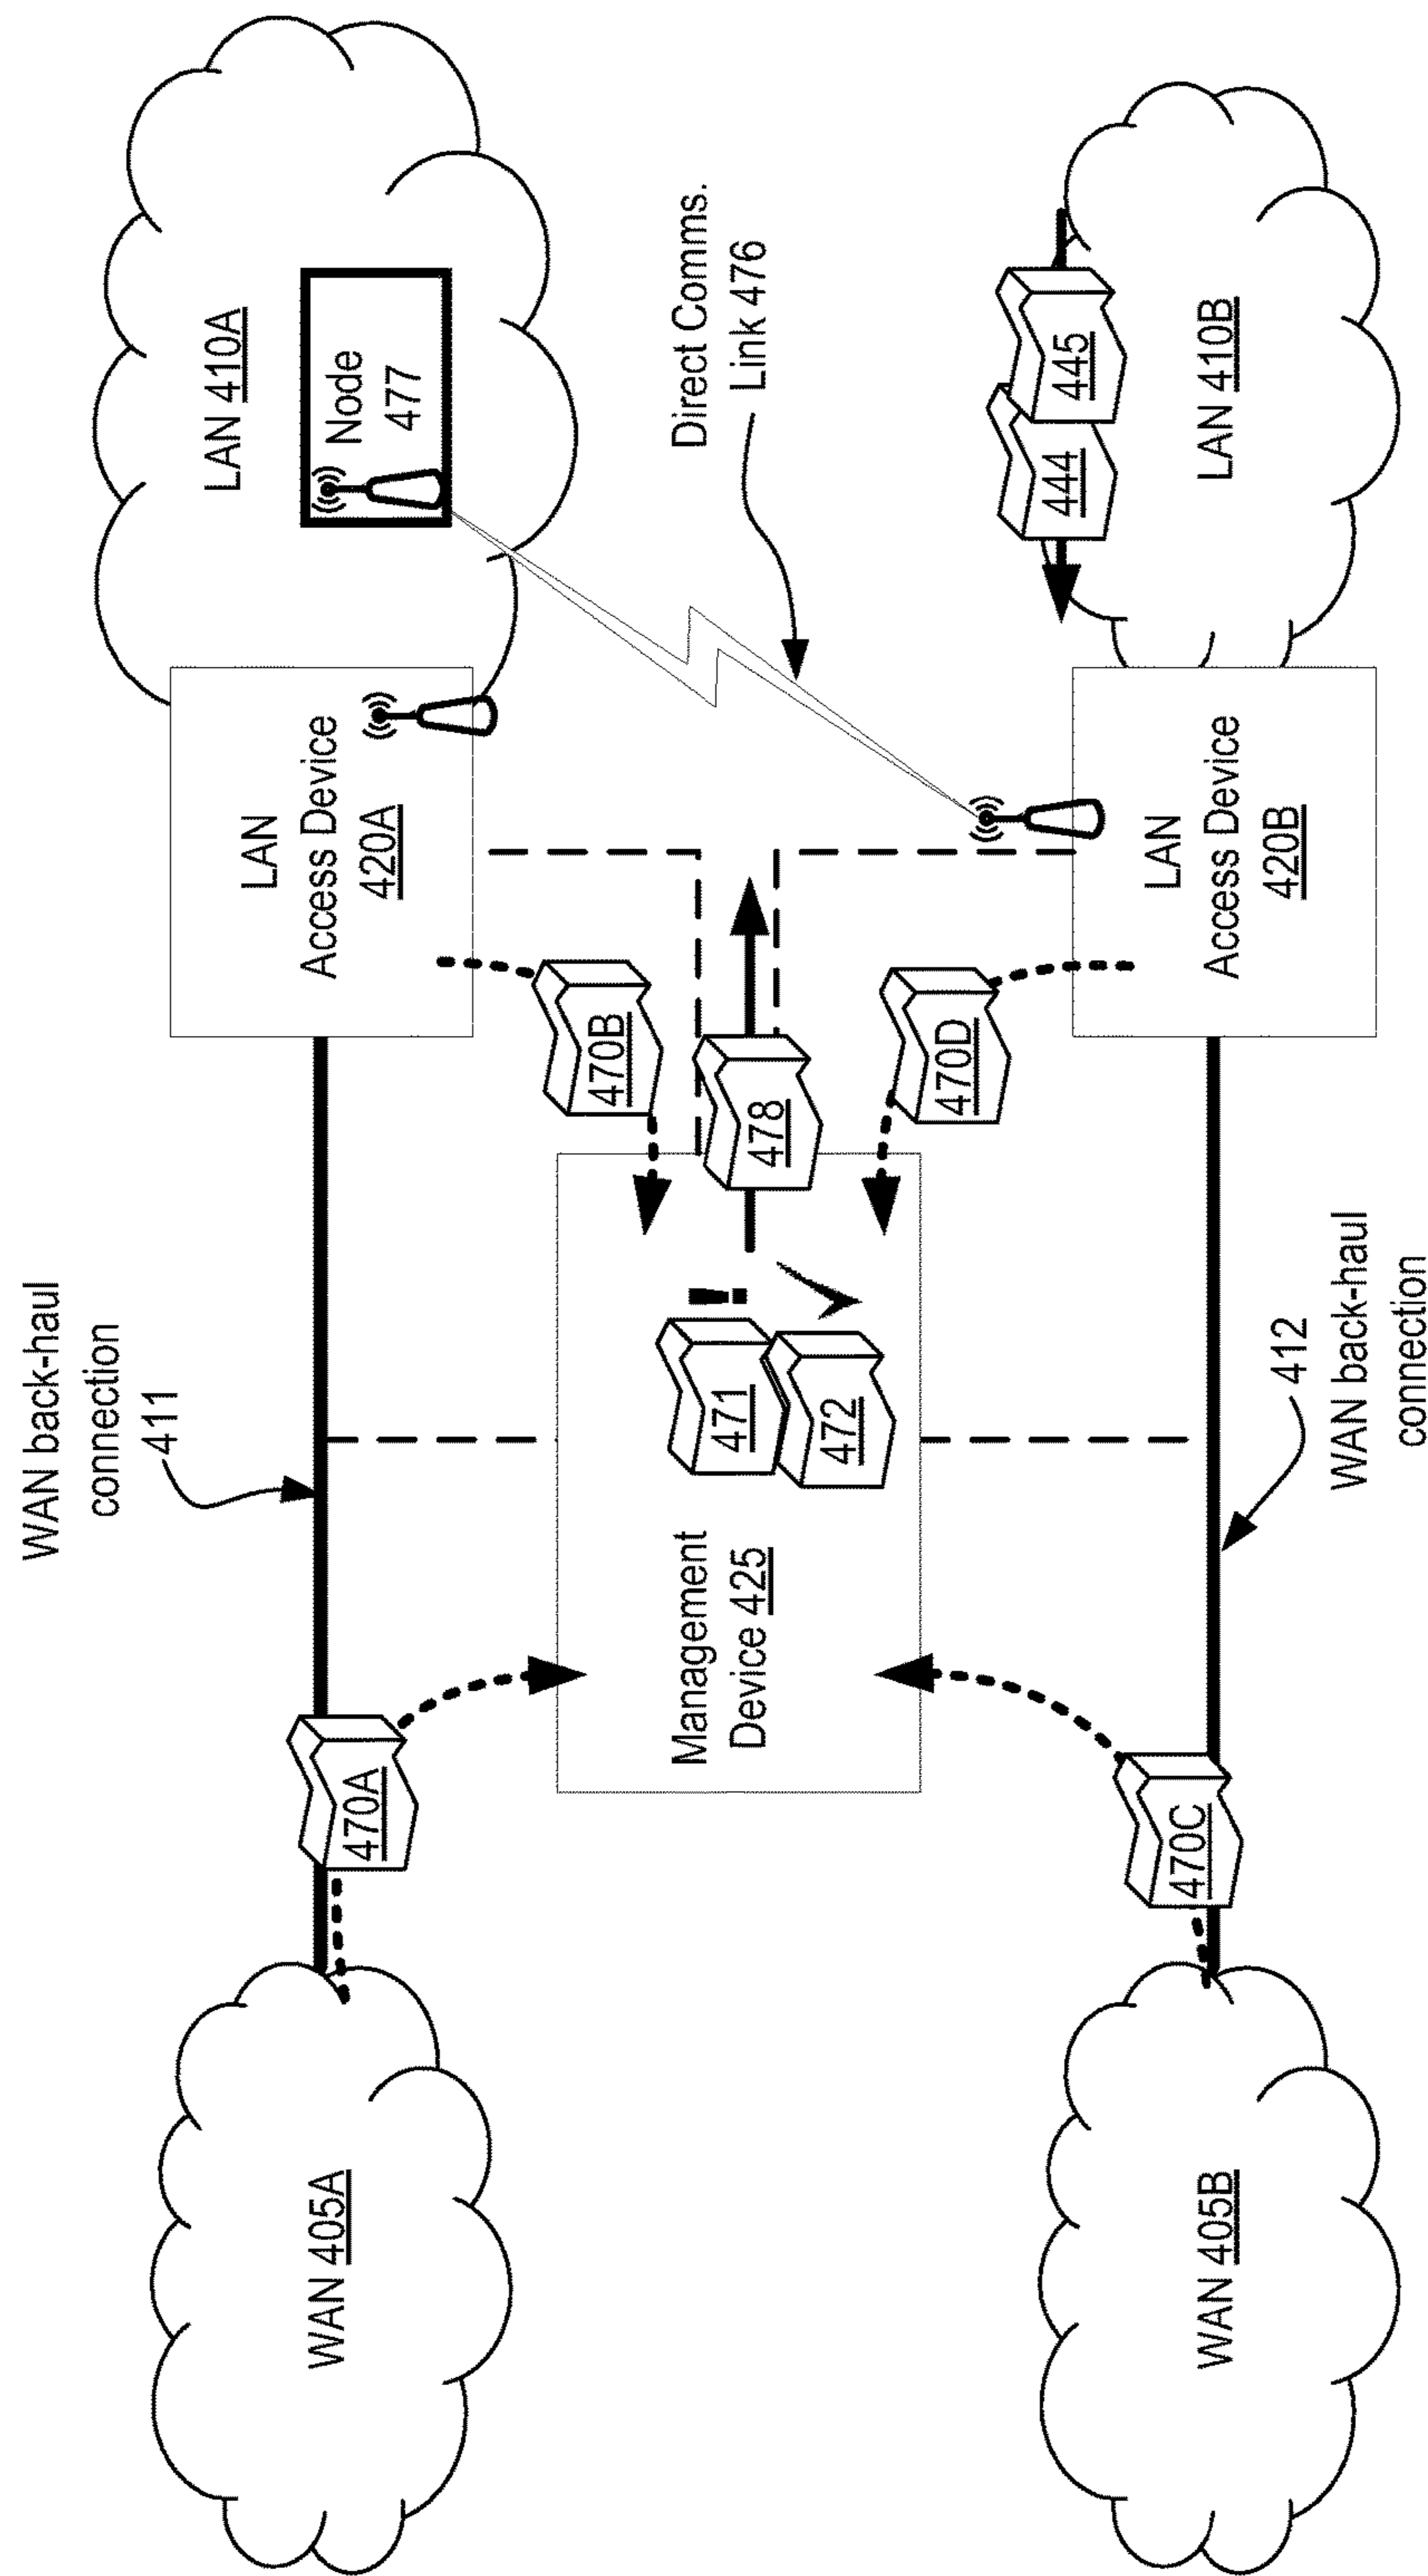 WAN back-haul
connection
411
WAN 405A
470A
LAN
Access Device
420A
LAN 410A
Node
477
470B
Management
Device 425
471
!
472
478
Direct Comms.
Link 476
470D
444
445
WAN 405B
470C
LAN
Access Device
420B
LAN 410B
412
WAN back-haul
connection